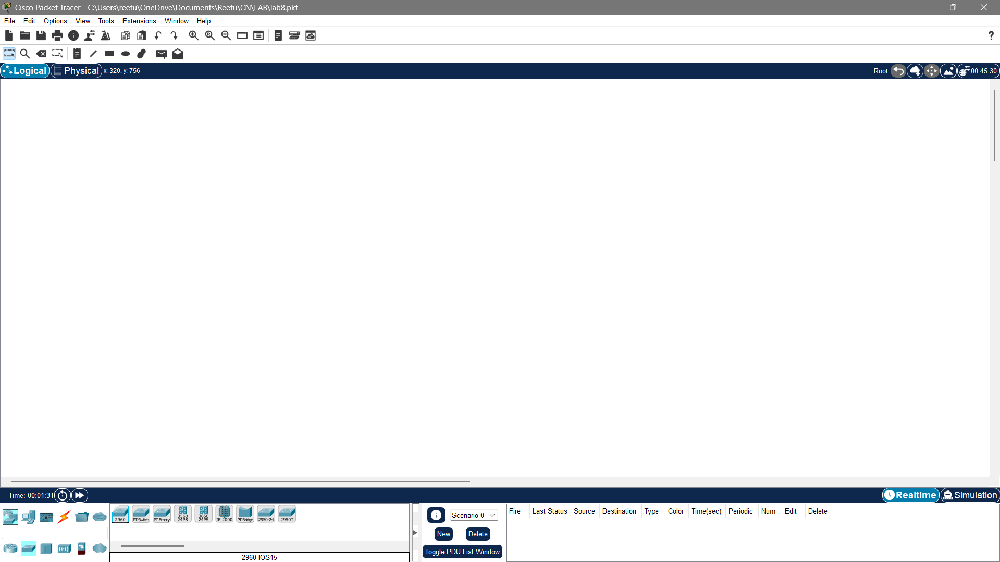 Cisco Packet Tracer - C:\Users\reetu\OneDrive\Documents\Reetu\CN\LAB\lab8.pkt
File Edit Options View Tools Extensions Window Help
Logical Physical x: 320, y: 756 Root 00:45:30
Time: 00:01:31 Realtime Simulation
2960 PT-Switch PT-Empty 3560 24PS 3650 24PS IE 2000 PT-Bridge 2950-24 2950T
2960 IOS15
Scenario 0
New Delete
Toggle PDU List Window
Fire Last Status Source Destination Type Color Time(sec) Periodic Num Edit Delete